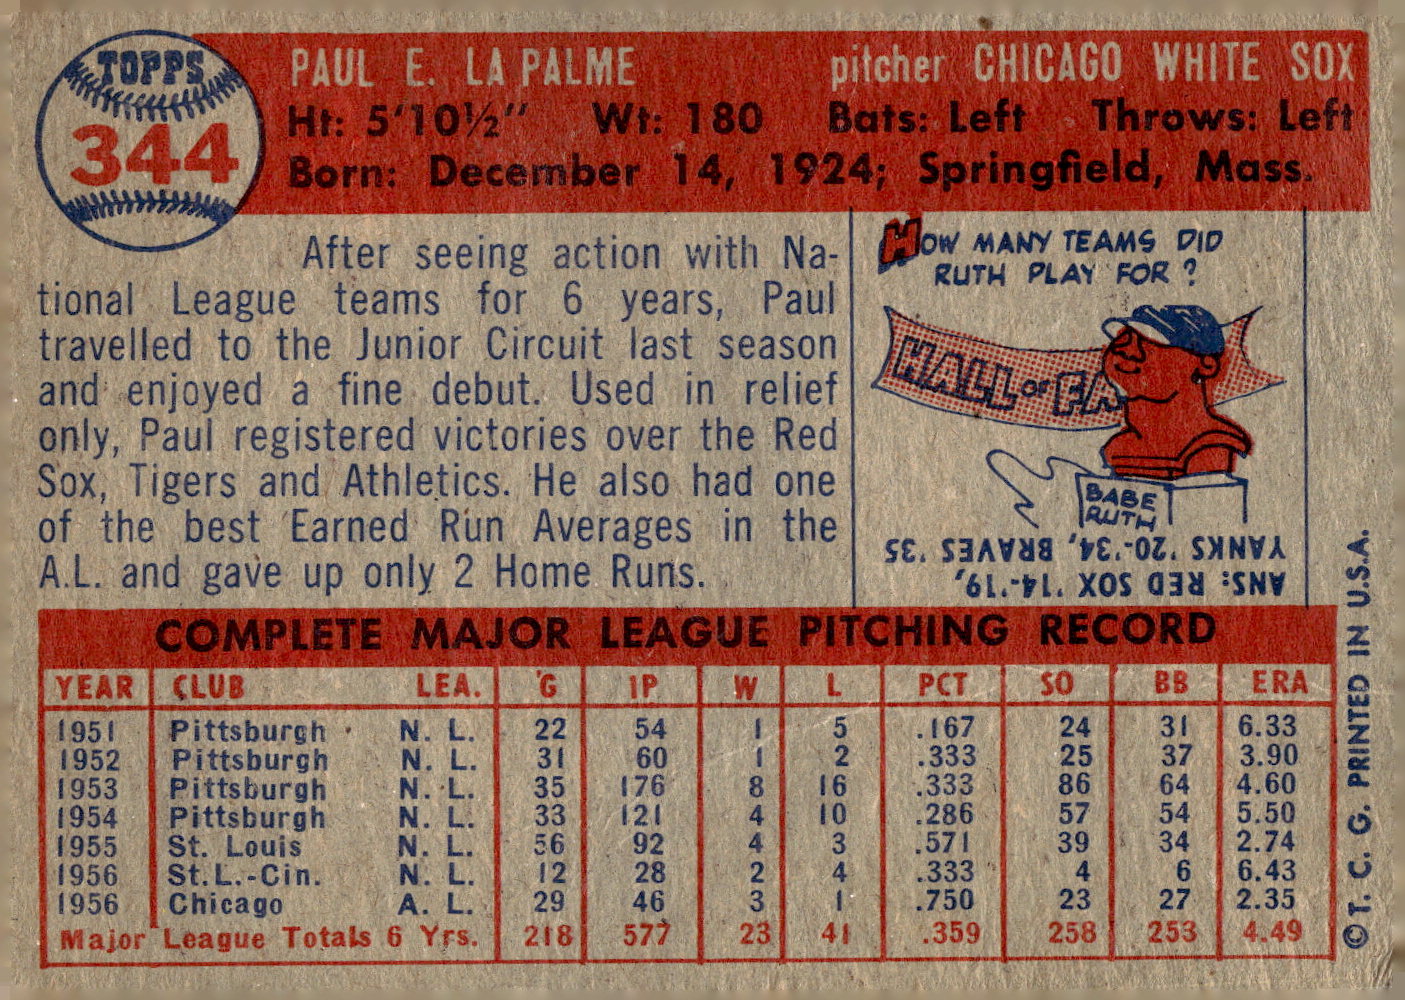 TOPPS
344
PAUL E. LA PALME pitcher CHICAGO WHITE SOX
Ht: 5'10½" Wt: 180 Bats: Left Throws: Left
Born: December 14, 1924; Springfield, Mass.
After seeing action with Na-
tional League teams for 6 years, Paul
travelled to the Junior Circuit last season
and enjoyed a fine debut. Used in relief
only, Paul registered victories over the Red
Sox, Tigers and Athletics. He also had one
of the best Earned Run Averages in the
A.L. and gave up only 2 Home Runs.
HOW MANY TEAMS DID
RUTH PLAY FOR?
HALL OF FA
BABE
RUTH
ANS: RED SOX '14-'19,
YANKS '20-'34, BRAVES '35
COMPLETE MAJOR LEAGUE PITCHING RECORD
YEAR CLUB LEA. G IP W L PCT SO BB ERA
1951 Pittsburgh N. L. 22 54 1 5 .167 24 31 6.33
1952 Pittsburgh N. L. 31 60 1 2 .333 25 37 3.90
1953 Pittsburgh N. L. 35 176 8 16 .333 86 64 4.60
1954 Pittsburgh N. L. 33 121 4 10 .286 57 54 5.50
1955 St. Louis N. L. 56 92 4 3 .571 39 34 2.74
1956 St.L.-Cin. N. L. 12 28 2 4 .333 4 6 6.43
1956 Chicago A. L. 29 46 3 1 .750 23 27 2.35
Major League Totals 6 Yrs. 218 577 23 41 .359 258 253 4.49
© T. C. G. PRINTED IN U.S.A.